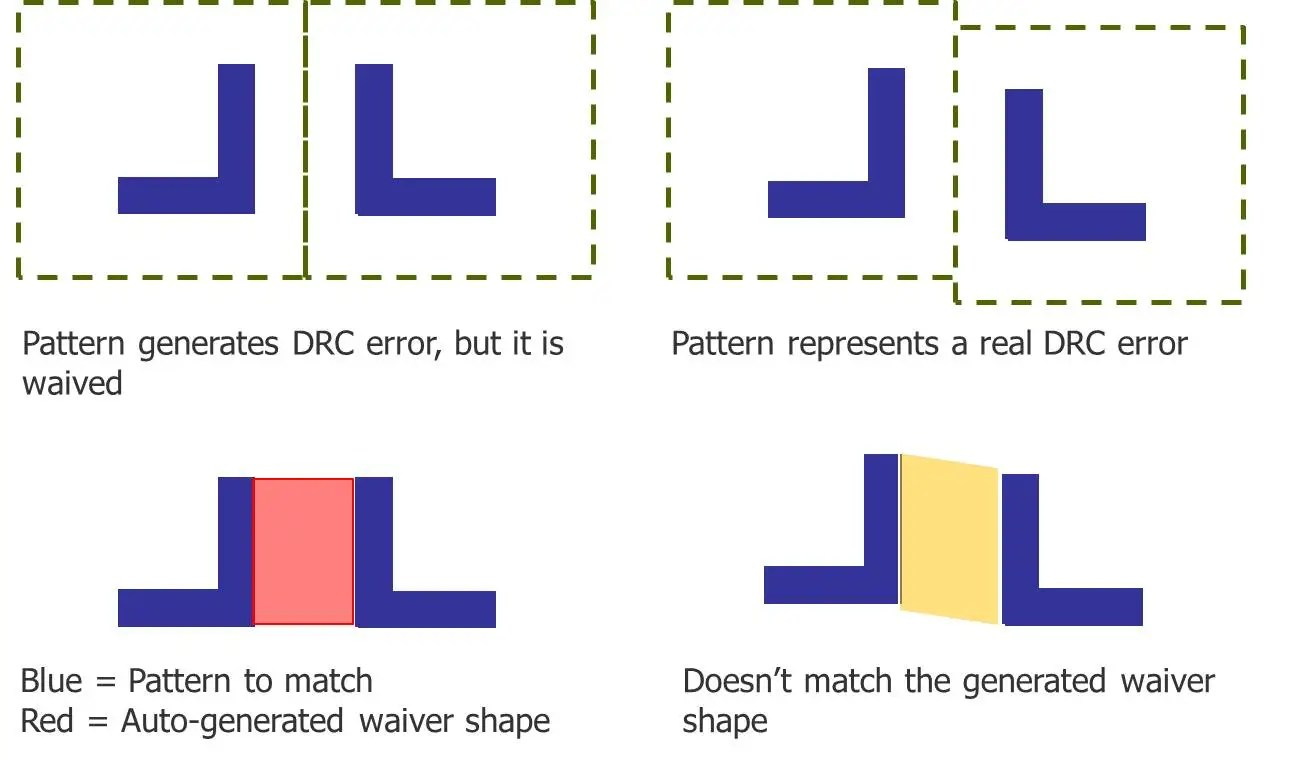 Pattern generates DRC error, but it is
waived
Pattern represents a real DRC error
Blue = Pattern to match
Red = Auto-generated waiver shape
Doesn’t match the generated waiver
shape